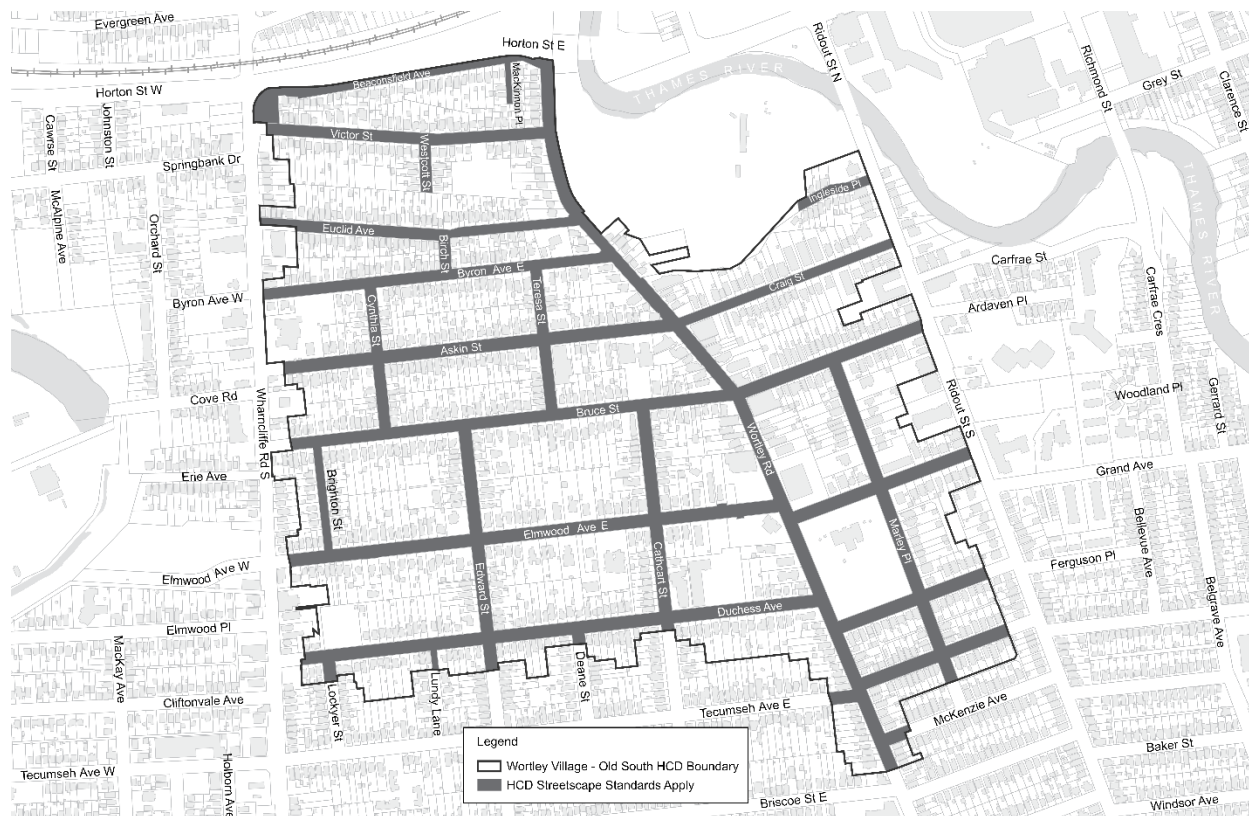 Evergreen Ave
Horton St E
Ridout St N
Richmond St
Grey St
Clarence St
THAMES RIVER
Horton St W
Beaconsfield Ave
MacKinnon Pl
Cawrse St
Johnston St
Springbank Dr
Victor St
Westcott St
McAlpine Ave
Orchard St
Ingleside Pl
THAMES RIVER
Euclid Ave
Birch St
Byron Ave E
Byron Ave W
Cynthia St
Teresa St
Craig St
Carfrae St
Ardaven Pl
Carfrae Cres
Askin St
Cove Rd
Wharncliffe Rd S
Bruce St
Wortley Rd
Ridout St S
Woodland Pl
Gerrard St
Erie Ave
Brighton St
Grand Ave
Elmwood Ave E
Marley Pl
Bellevue Ave
Elmwood Ave W
Edward St
Cathcart St
Ferguson Pl
Belgrave Ave
Elmwood Pl
Duchess Ave
MacKay Ave
Cliftonvale Ave
Lockyer St
Lundy Lane
Deane St
Tecumseh Ave E
McKenzie Ave
Tecumseh Ave W
Holborn Ave
Baker St
Briscoe St E
Windsor Ave
Legend
Wortley Village - Old South HCD Boundary
HCD Streetscape Standards Apply